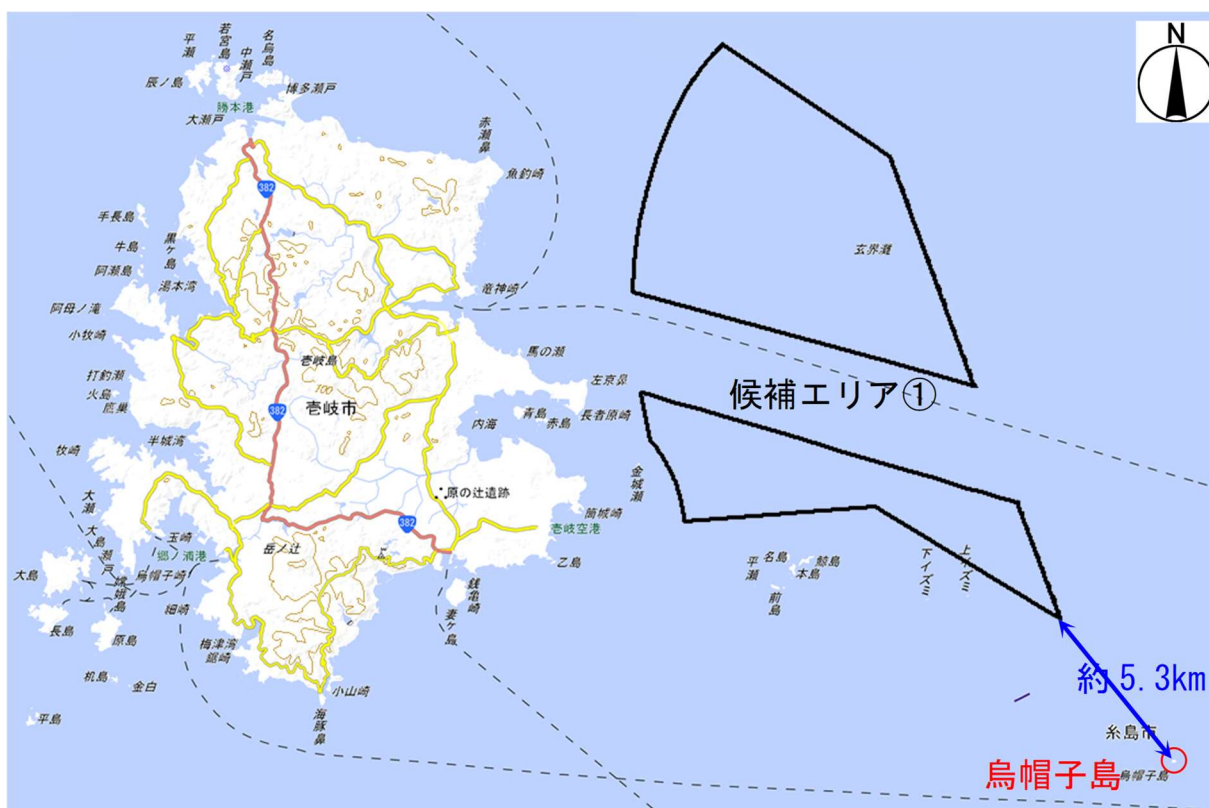 N
平瀬
若宮島
中瀬戸
名烏島
辰ノ島
博多瀬戸
勝本港
大瀬戸
赤瀬鼻
魚釣崎
382
手長島
牛島
黒ヶ島
阿瀬島
湯本湾
玄界灘
竜神崎
阿母ノ滝
小牧崎
馬の瀬
壱岐島
打釣瀬
100
左京鼻
火島
鷹巣
壱岐市
382
候補エリア①
青島
赤島
長者原崎
内海
半城湾
牧崎
金城瀬
原の辻遺跡
大瀬
筒城崎
382
壱岐空港
玉崎
大島瀬戸
郷ノ浦港
岳ノ辻
乙島
名島
鯨島
平瀬
本島
下イズミ
上イズミ
大島
嫦娥島
烏帽子崎
細崎
銭亀崎
前島
長島
原島
妻ヶ島
梅津湾
鋸崎
机島
金白
小山崎
約5.3km
平島
海豚鼻
糸島市
烏帽子島
烏帽子島